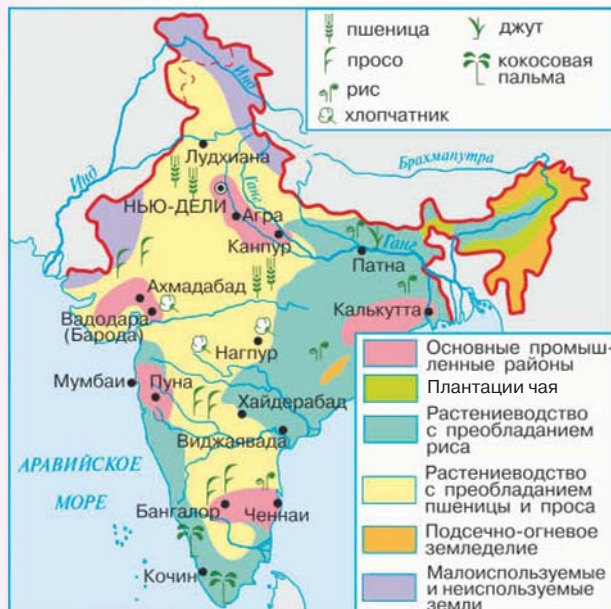 пшеница
просо
рис
хлопчатник
джут
кокосовая
пальма
Инд
Инд
Лудхиана
Брахмапутра
НЬЮ-ДЕЛИ
Ганг
Агра
Канпур
Ганг
Патна
Ахмадабад
Вадодара
(Барода)
Калькутта
Нагпур
Мумбаи
Пуна
Хайдерабад
Виджаявада
АРАВИЙСКОЕ
МОРЕ
Бангалор
Ченнаи
Кочин
Основные промыш-
ленные районы
Плантации чая
Растениеводство
с преобладанием
риса
Растениеводство
с преобладанием
пшеницы и проса
Подсечно-огневое
земледелие
Малоиспользуемые
и неиспользуемые
земли